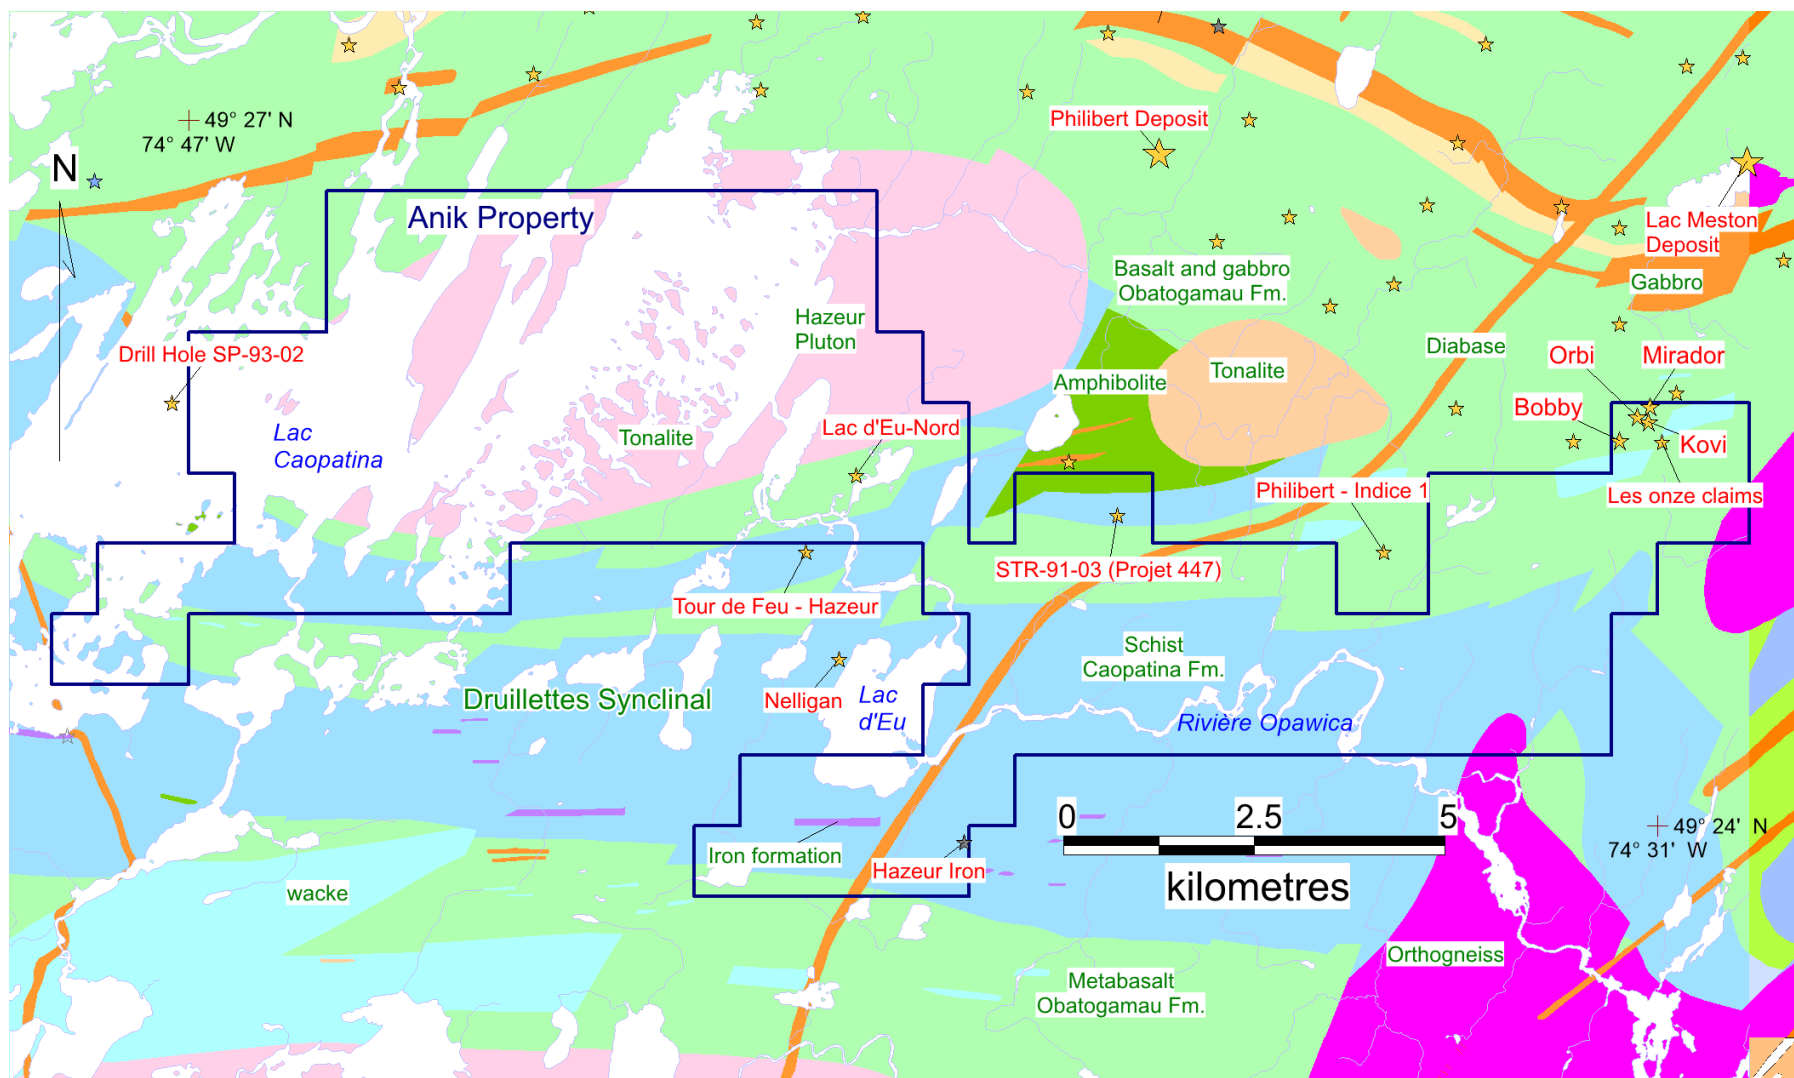 Philibert Deposit
49° 27' N
74° 47' W
N
Anik Property
Lac Meston
Deposit
Basalt and gabbro
Obatogamau Fm.
Gabbro
Hazeur
Pluton
Drill Hole SP-93-02
Diabase
Orbi
Mirador
Amphibolite
Tonalite
Bobby
Lac
Caopatina
Tonalite
Lac d'Eu-Nord
Kovi
Philibert - Indice 1
Les onze claims
STR-91-03 (Projet 447)
Tour de Feu - Hazeur
Schist
Caopatina Fm.
Druillettes Synclinal
Nelligan
Lac
d'Eu
Rivière Opawica
0 2.5 5
kilometres
49° 24' N
74° 31' W
Iron formation
Hazeur Iron
wacke
Orthogneiss
Metabasalt
Obatogamau Fm.